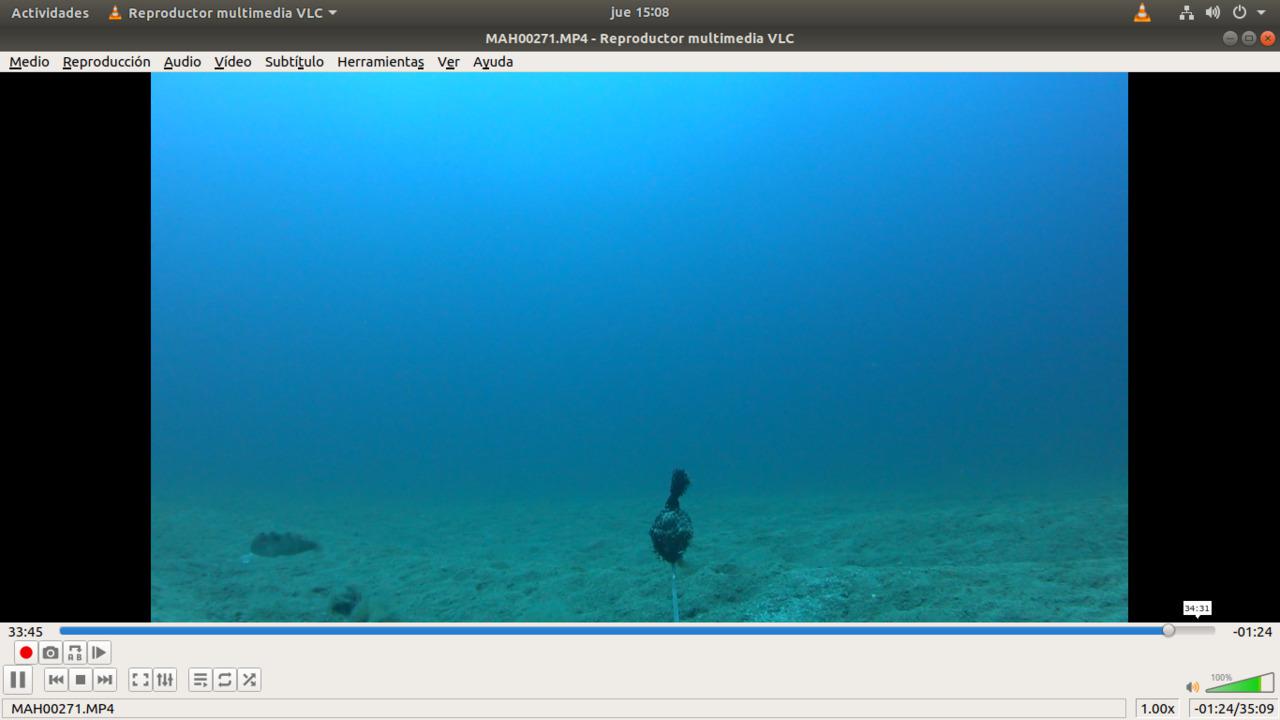 Actividades Reproductor multimedia VLC jue 15:08
MAH00271.MP4 - Reproductor multimedia VLC
Medio Reproducción Audio Vídeo Subtítulo Herramientas Ver Ayuda
34:31
33:45 -01:24
A B
100%
MAH00271.MP4 1.00x -01:24/35:09